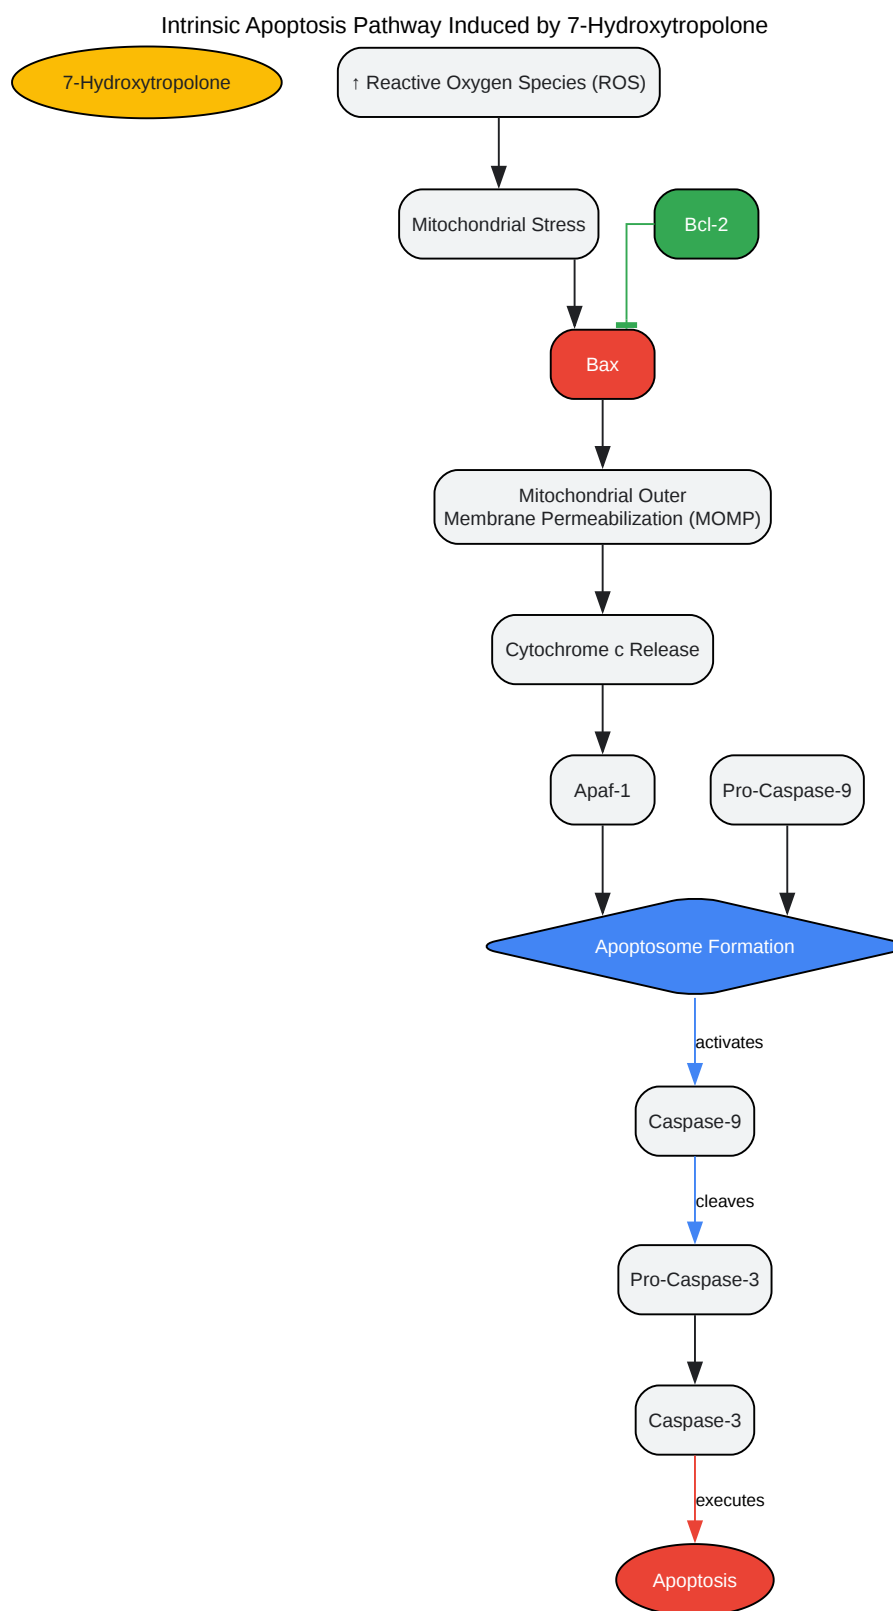 Intrinsic Apoptosis Pathway Induced by 7-Hydroxytropolone
7-Hydroxytropolone
↑ Reactive Oxygen Species (ROS)
Mitochondrial Stress
Bcl-2
Bax
Mitochondrial Outer
Membrane Permeabilization (MOMP)
Cytochrome c Release
Apaf-1
Pro-Caspase-9
Apoptosome Formation
activates
Caspase-9
cleaves
Pro-Caspase-3
Caspase-3
executes
Apoptosis